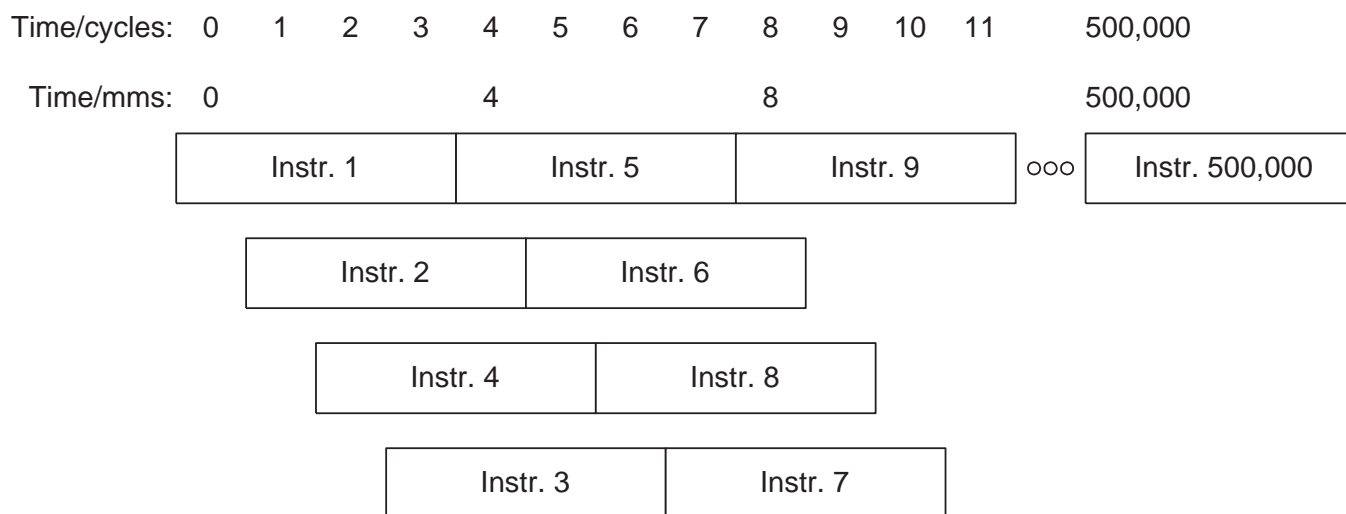 Time/cycles: 0 1 2 3 4 5 6 7 8 9 10 11 500,000
Time/mms: 0 4 8 500,000
Instr. 1 Instr. 5 Instr. 9 ooo Instr. 500,000
Instr. 2 Instr. 6
Instr. 4 Instr. 8
Instr. 3 Instr. 7